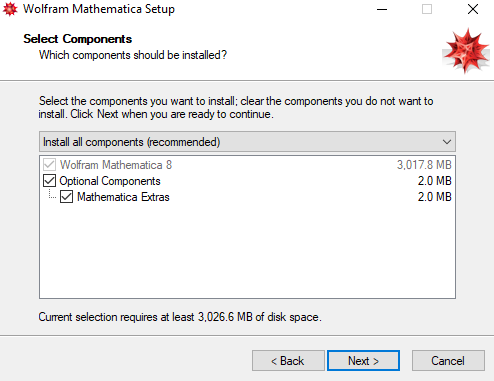 Wolfram Mathematica Setup
Select Components
Which components should be installed?
Select the components you want to install; clear the components you do not want to
install. Click Next when you are ready to continue.
Install all components (recommended)
Wolfram Mathematica 8 3,017.8 MB
Optional Components 2.0 MB
Mathematica Extras 2.0 MB
Current selection requires at least 3,026.6 MB of disk space.
< Back Next > Cancel